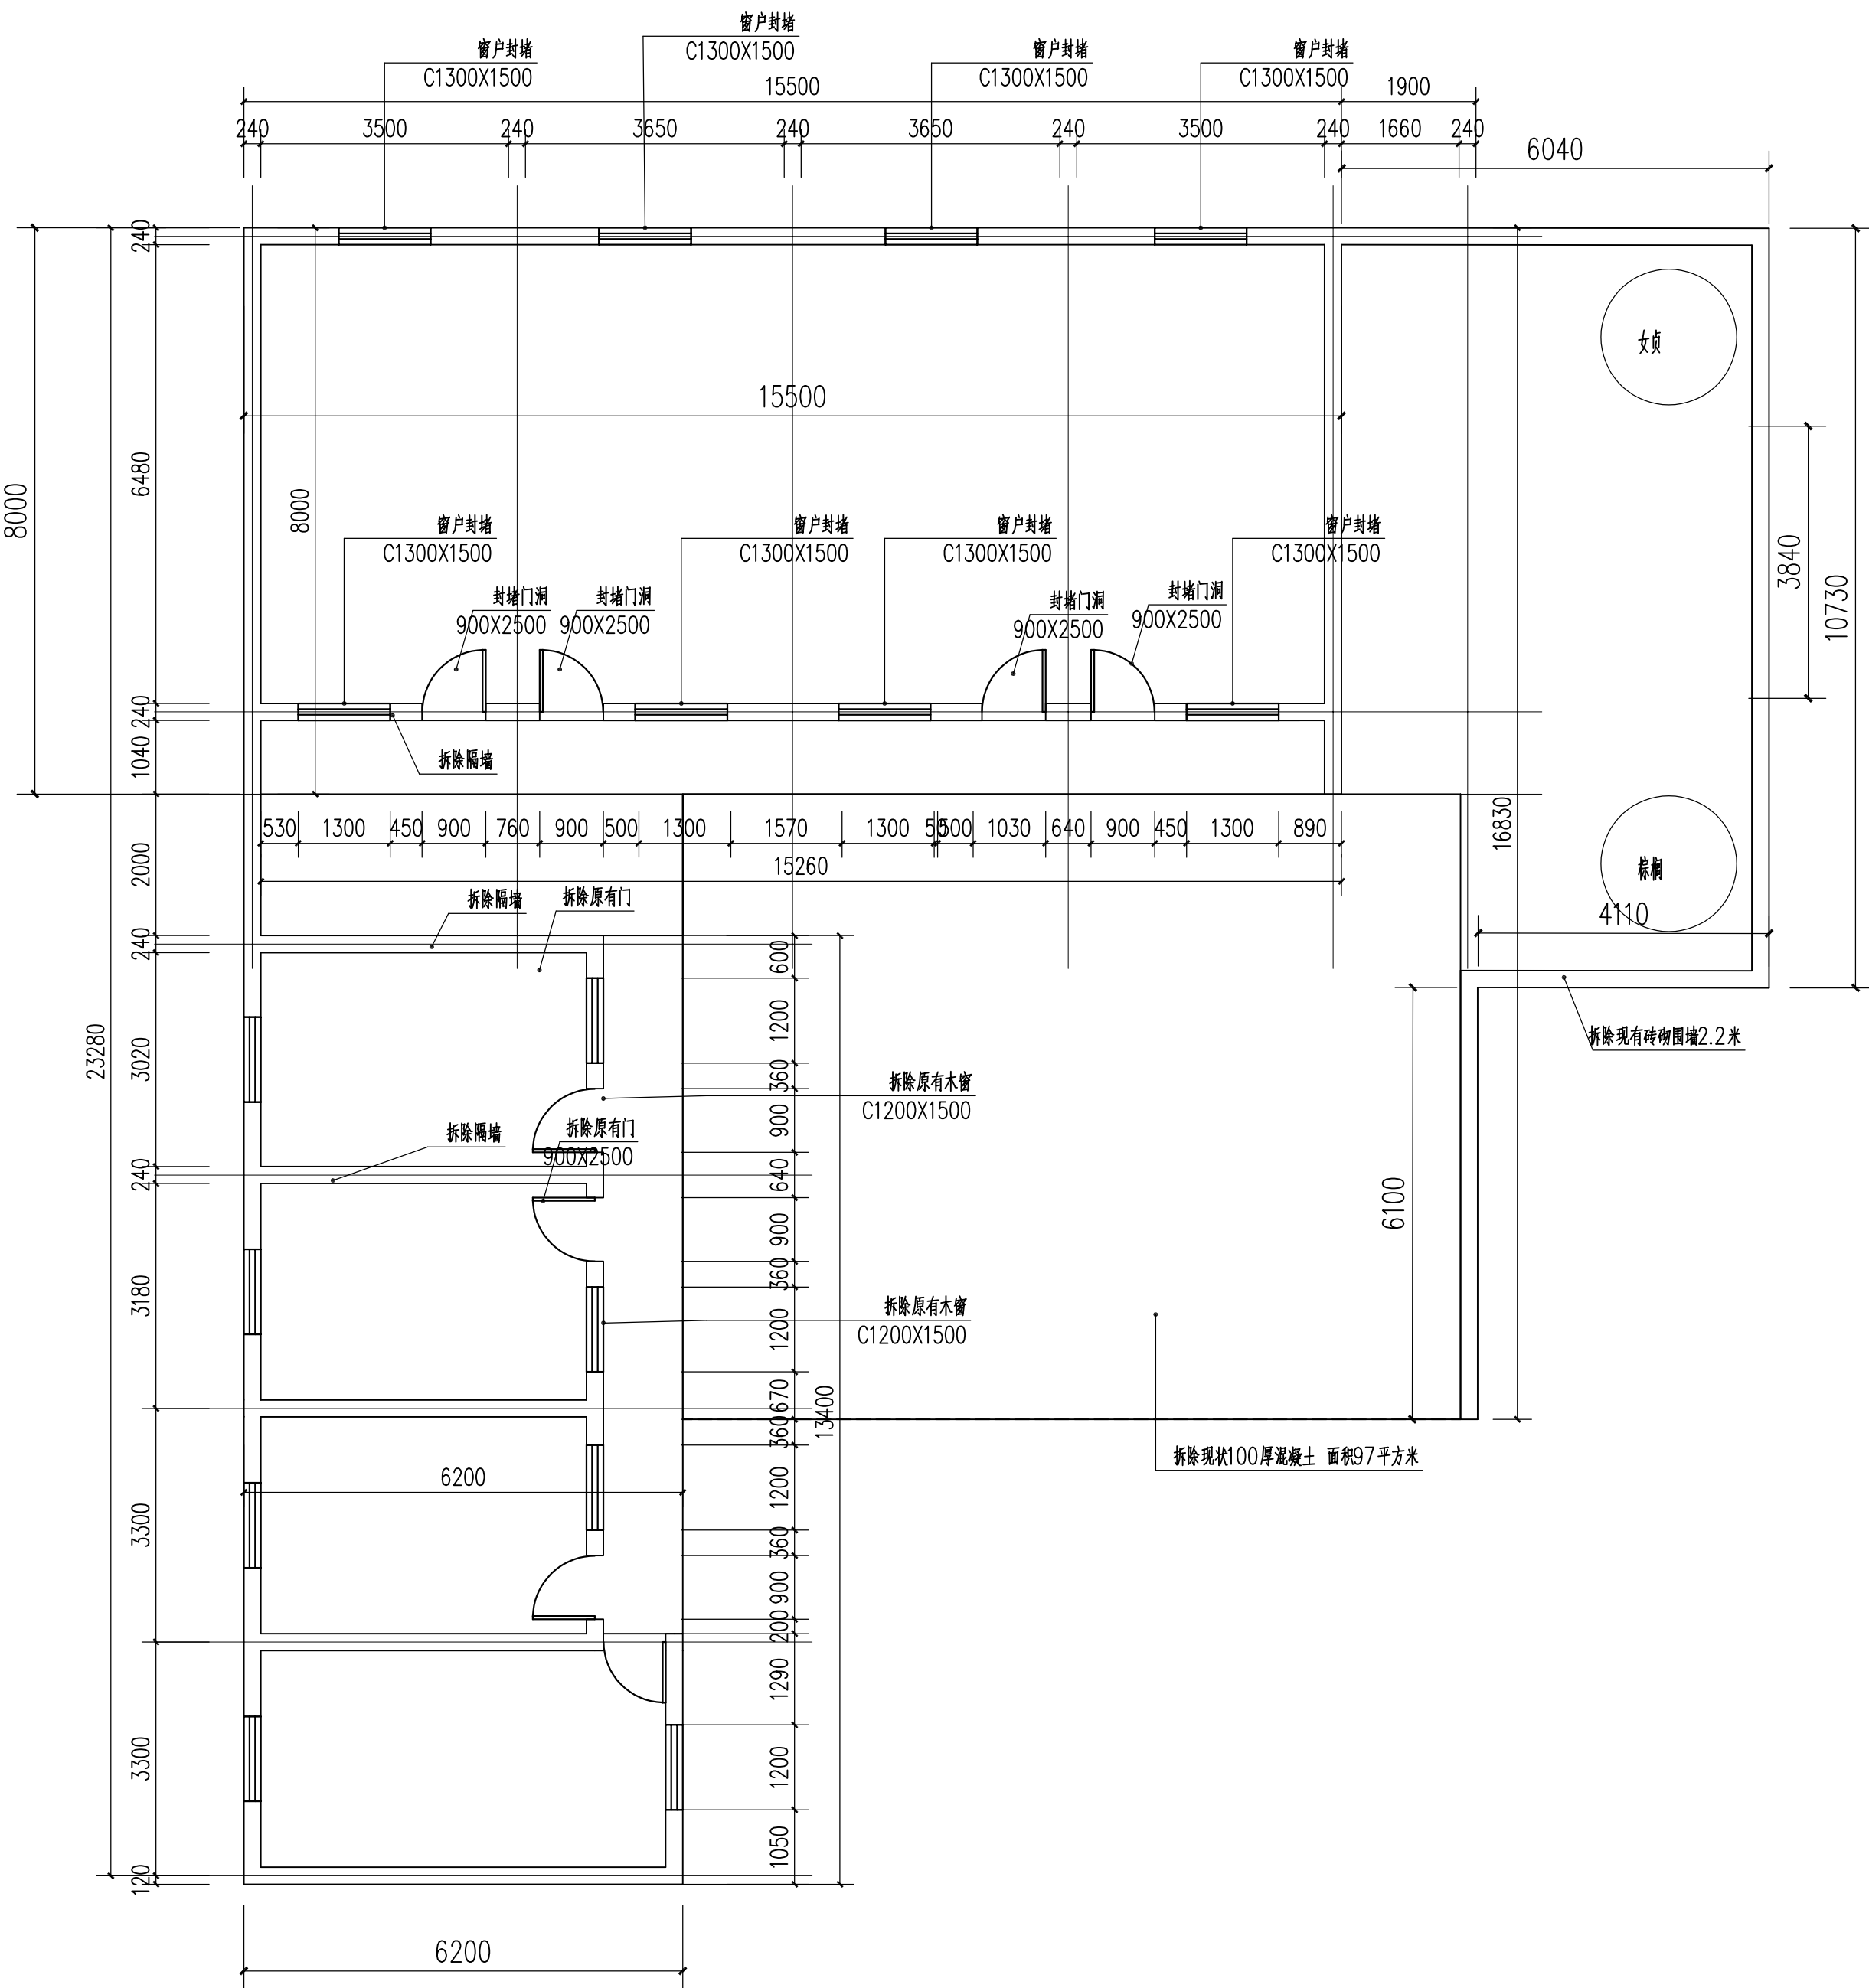 窗户封堵
C1300X1500
窗户封堵
C1300X1500
窗户封堵
C1300X1500
窗户封堵
C1300X1500
15500
1900
240
3500
240
3650
240
3650
240
3500
240
1660
240
6040
240
6480
240
1040
2000
240
3020
240
3180
3300
3300
120
8000
23280
8000
15500
女贞
3840
10730
窗户封堵
C1300X1500
窗户封堵
C1300X1500
窗户封堵
C1300X1500
窗户封堵
C1300X1500
封堵门洞
900X2500
封堵门洞
900X2500
封堵门洞
900X2500
封堵门洞
900X2500
拆除隔墙
530
1300
450
900
760
900
500
1300
1570
1300
50
500
1030
640
900
450
1300
890
15260
16830
棕榈
4110
拆除隔墙
拆除原有门
600
1200
360
900
640
900
360
1200
670
360
1200
360
900
200
1290
1200
1050
13400
拆除现有砖砌围墙2.2米
拆除原有木窗
C1200X1500
拆除隔墙
拆除原有门
900X2500
6100
拆除原有木窗
C1200X1500
拆除现状100厚混凝土 面积97平方米
6200
6200